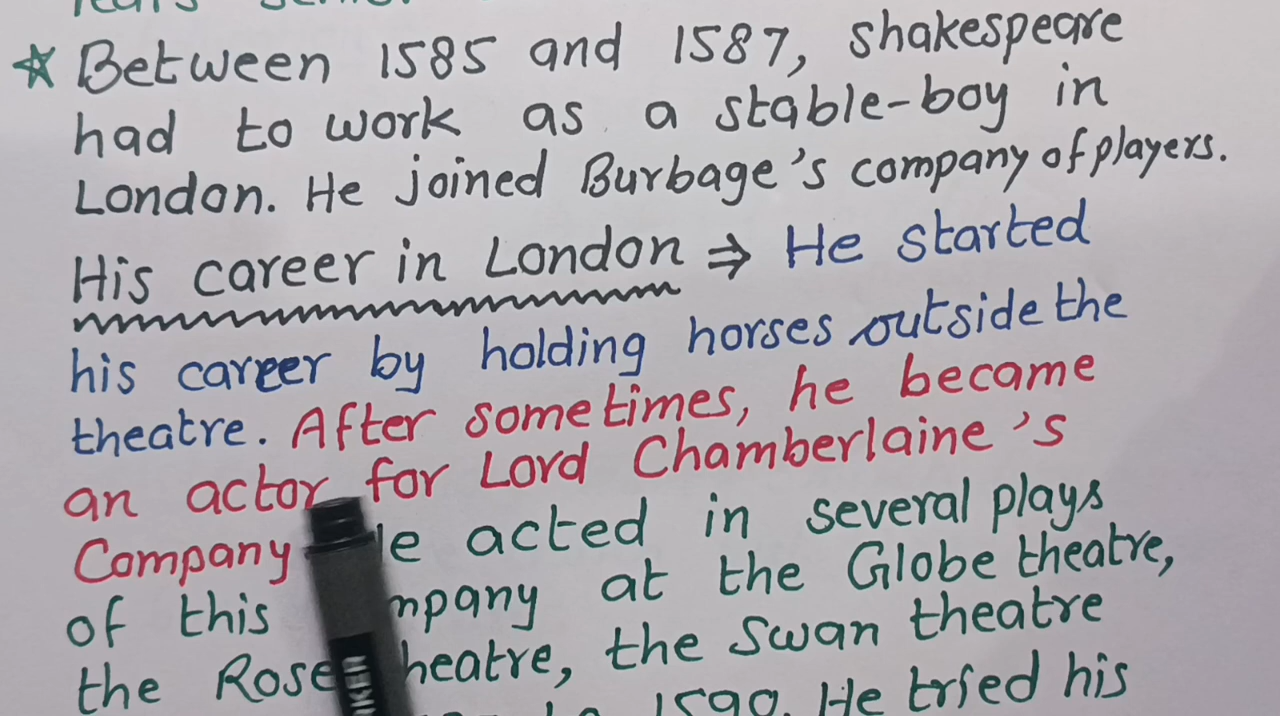 ☆ Between 1585 and 1587, shakespeare
had to work as a stable-boy in
London. He joined Burbage's company of players.
His career in London ⇒ He started
his career by holding horses outside the
theatre. After sometimes, he became
an actor for Lord Chamberlaine's
Company acted in several plays
of this at the Globe theatre,
the Rose theatre, the Swan theatre
1590. He tried his